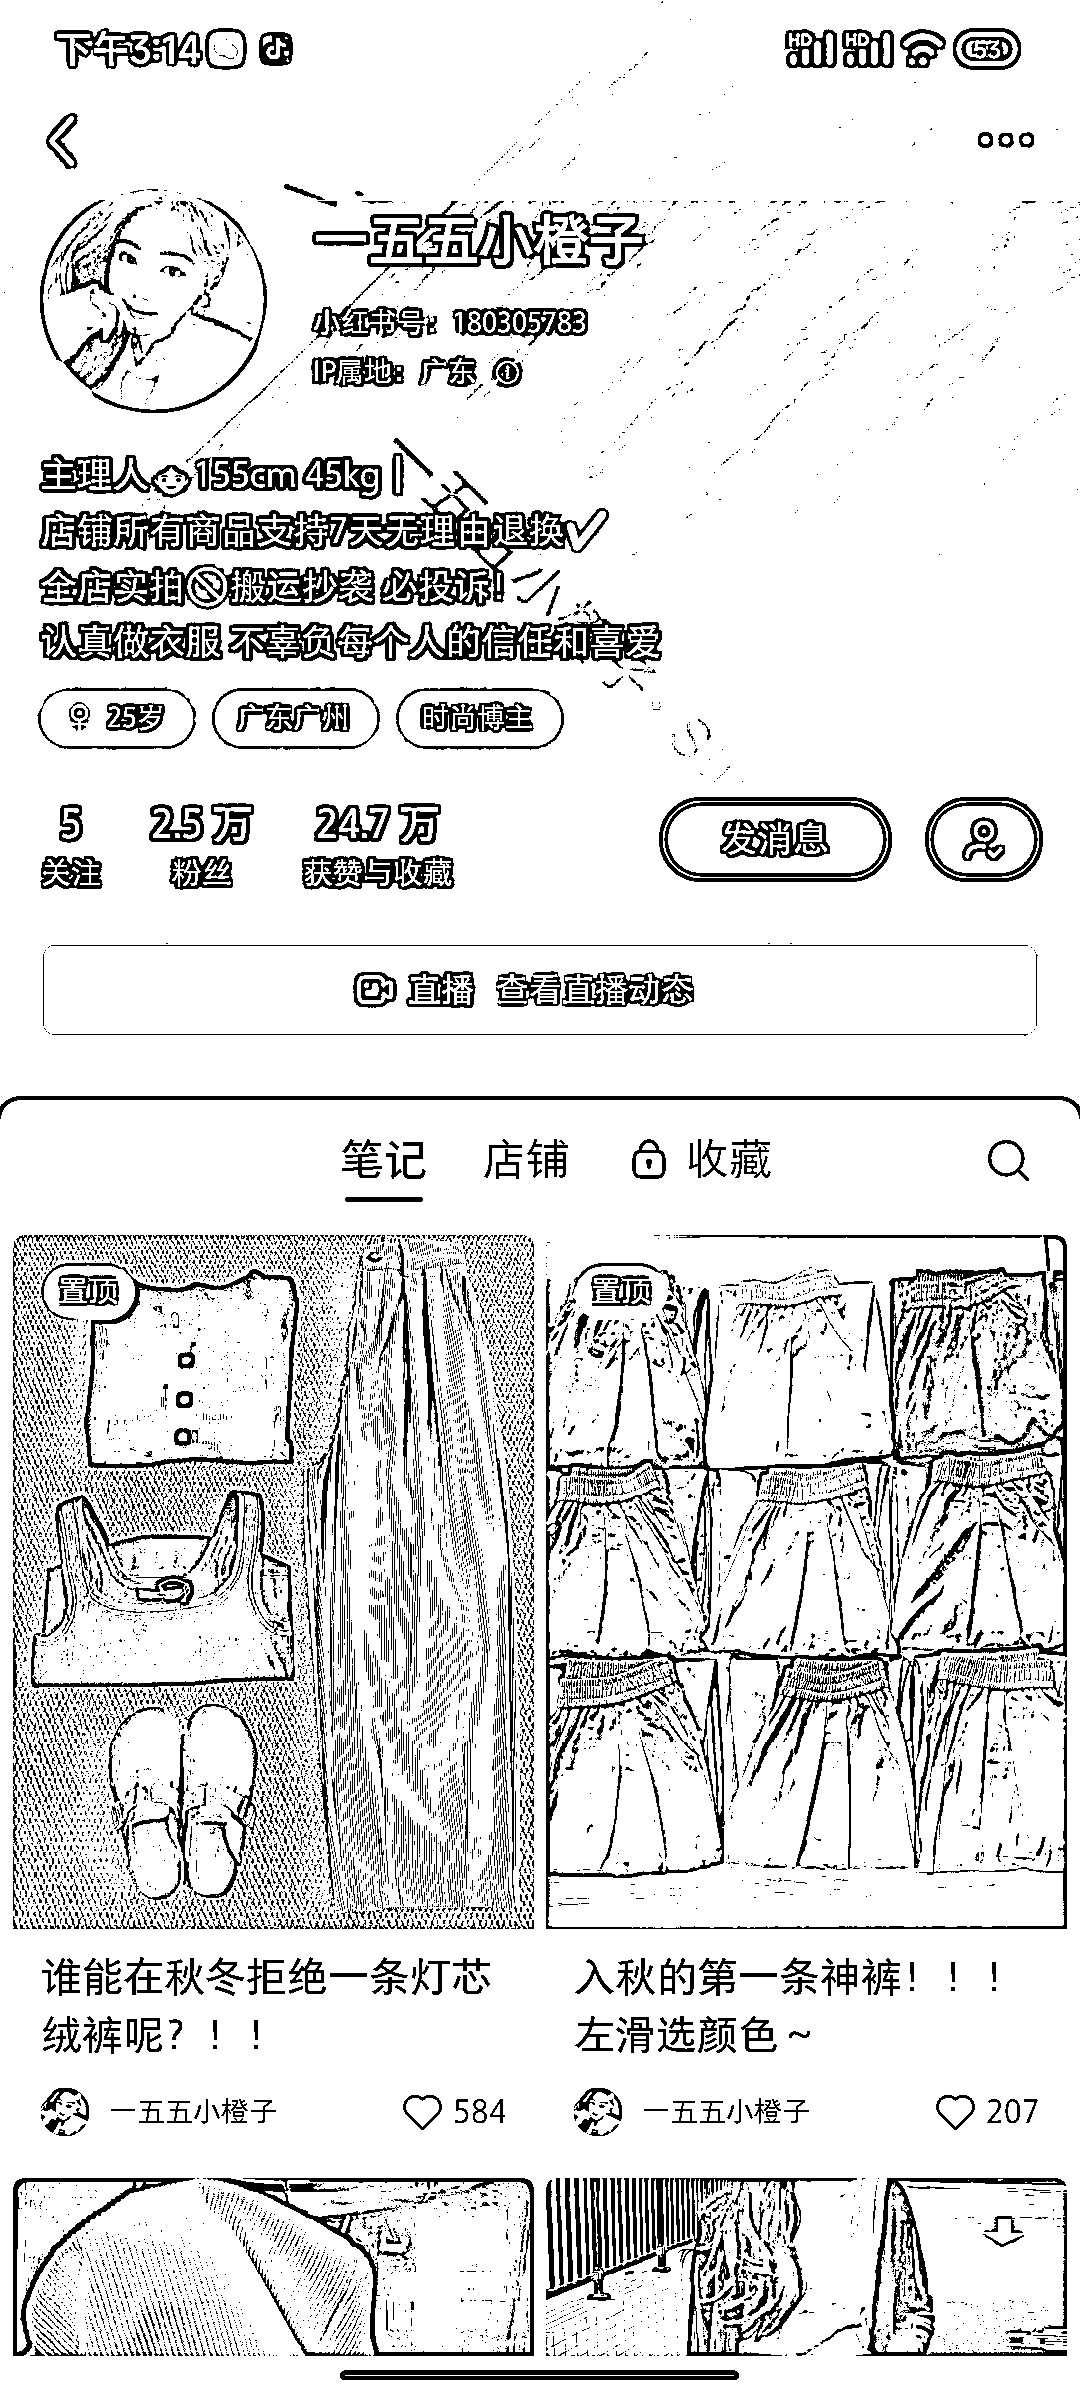 下午3:14
HD HD 53
一五五小橙子
小红书号：180305783
IP属地：广东
主理人 155cm 45kg |
店铺所有商品支持7天无理由退换
全店实拍 搬运抄袭 必投诉！
认真做衣服 不辜负每个人的信任和喜爱
25岁 广东广州 时尚博主
5 2.5万 24.7万
关注 粉丝 获赞与收藏
发消息
直播 查看直播动态
笔记 店铺 收藏
置顶
谁能在秋冬拒绝一条灯芯
绒裤呢？！！
一五五小橙子 584
置顶
入秋的第一条神裤！！！
左滑选颜色～
一五五小橙子 207